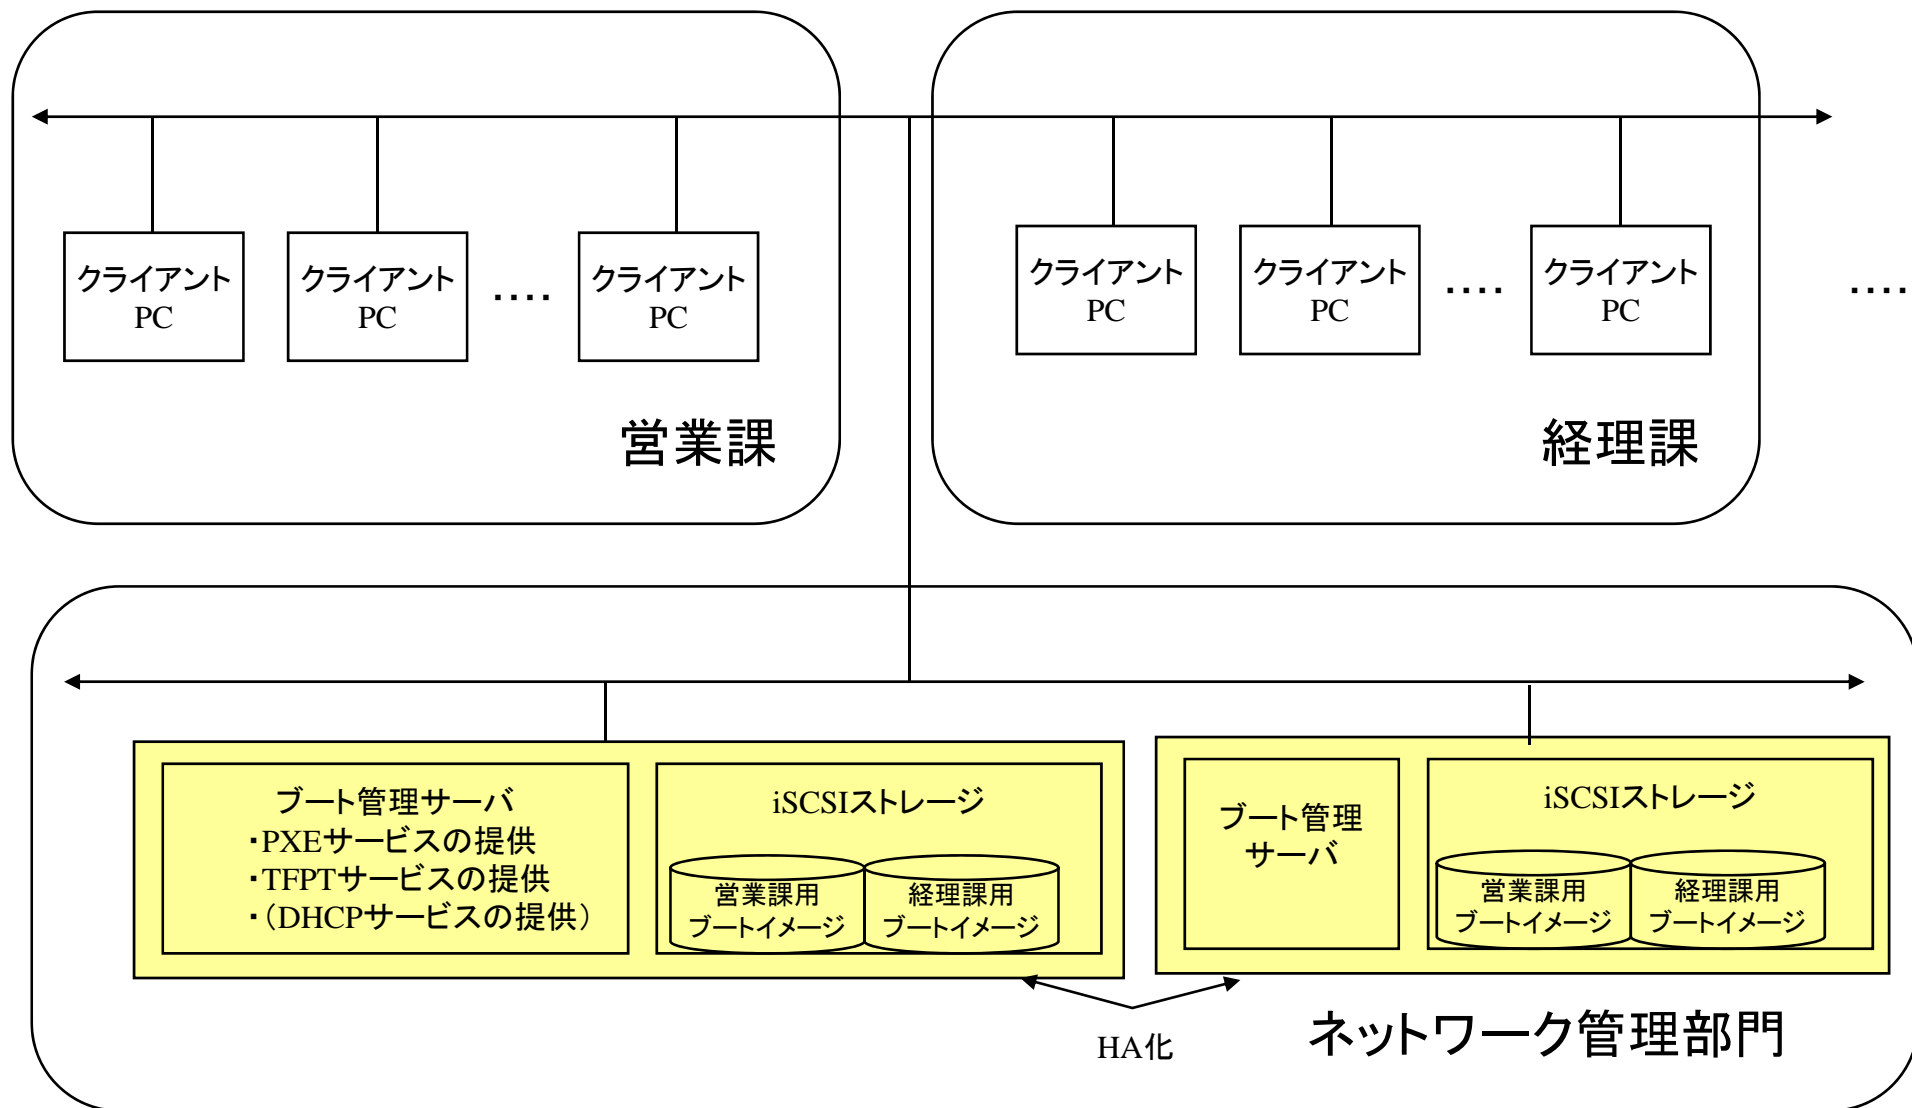 クライアント
PC
クライアント
PC
‥‥
クライアント
PC
営業課
クライアント
PC
クライアント
PC
‥‥
クライアント
PC
経理課
‥‥
ブート管理サーバ
・PXEサービスの提供
・TFPTサービスの提供
・（DHCPサービスの提供）
iSCSIストレージ
営業課用
ブートイメージ
経理課用
ブートイメージ
ブート管理
サーバ
iSCSIストレージ
営業課用
ブートイメージ
経理課用
ブートイメージ
HA化
ネットワーク管理部門